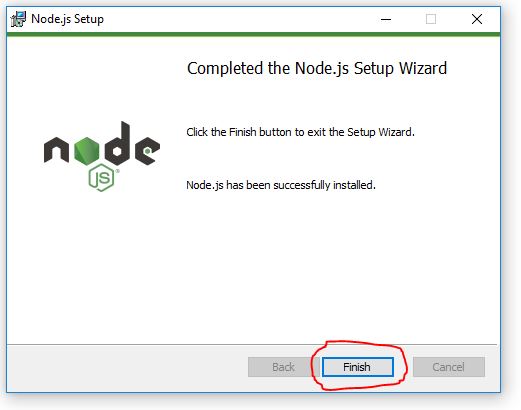 Node.js Setup
Completed the Node.js Setup Wizard
Click the Finish button to exit the Setup Wizard.
node
JS®
Node.js has been successfully installed.
Back
Finish
Cancel